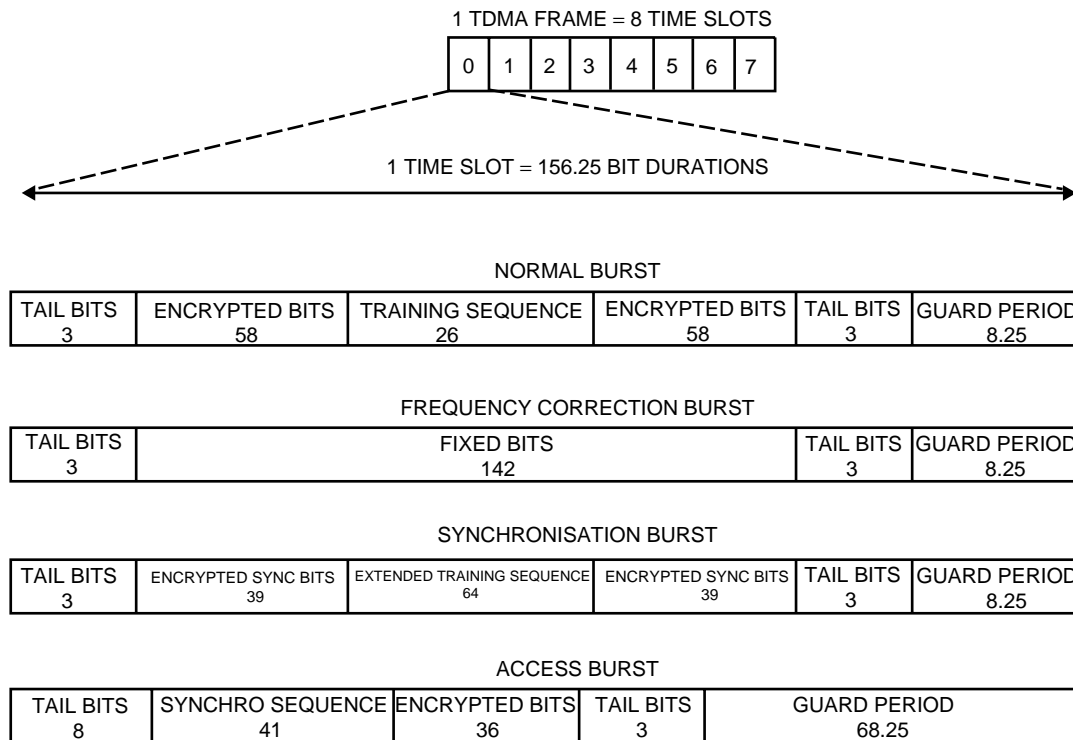 1 TDMA FRAME = 8 TIME SLOTS
0 1 2 3 4 5 6 7
1 TIME SLOT = 156.25 BIT DURATIONS
NORMAL BURST
TAIL BITS ENCRYPTED BITS TRAINING SEQUENCE ENCRYPTED BITS TAIL BITS GUARD PERIOD
3 58 26 58 3 8.25
FREQUENCY CORRECTION BURST
TAIL BITS FIXED BITS TAIL BITS GUARD PERIOD
3 142 3 8.25
SYNCHRONISATION BURST
TAIL BITS ENCRYPTED SYNC BITS EXTENDED TRAINING SEQUENCE ENCRYPTED SYNC BITS TAIL BITS GUARD PERIOD
3 39 64 39 3 8.25
ACCESS BURST
TAIL BITS SYNCHRO SEQUENCE ENCRYPTED BITS TAIL BITS GUARD PERIOD
8 41 36 3 68.25